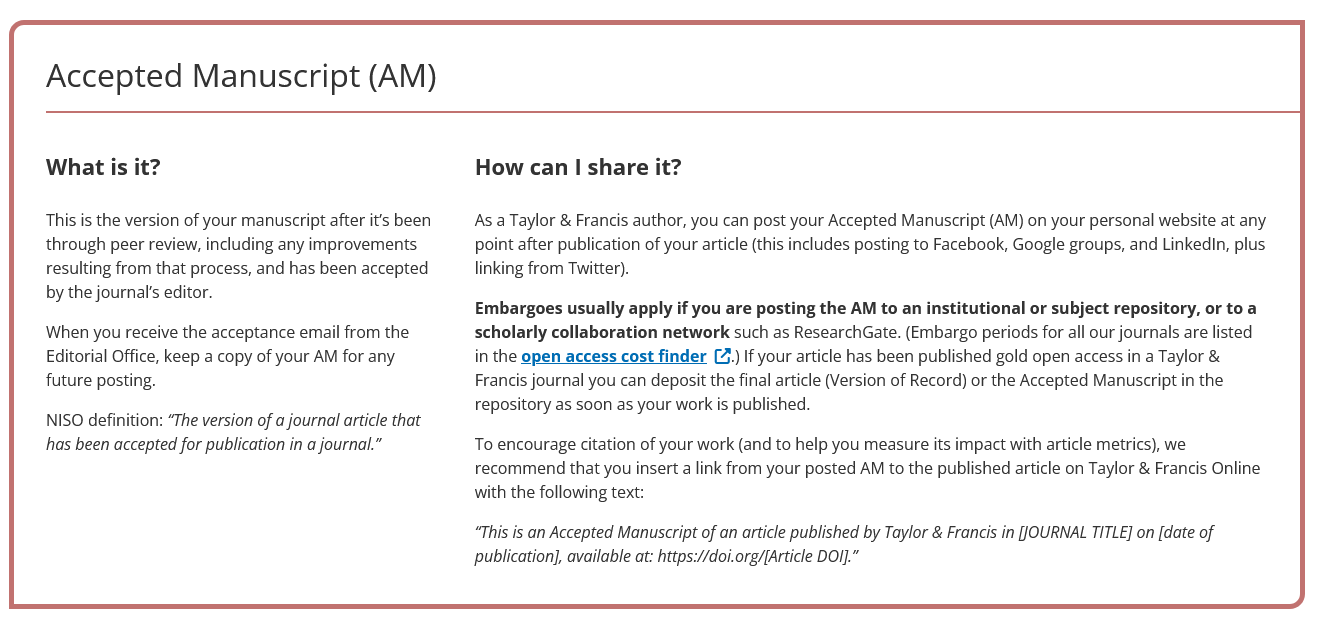 Accepted Manuscript (AM)
What is it?
This is the version of your manuscript after it’s been
through peer review, including any improvements
resulting from that process, and has been accepted
by the journal’s editor.
When you receive the acceptance email from the
Editorial Office, keep a copy of your AM for any
future posting.
NISO definition: “The version of a journal article that
has been accepted for publication in a journal.”
How can I share it?
As a Taylor & Francis author, you can post your Accepted Manuscript (AM) on your personal website at any
point after publication of your article (this includes posting to Facebook, Google groups, and LinkedIn, plus
linking from Twitter).
Embargoes usually apply if you are posting the AM to an institutional or subject repository, or to a
scholarly collaboration network such as ResearchGate. (Embargo periods for all our journals are listed
in the open access cost finder .) If your article has been published gold open access in a Taylor &
Francis journal you can deposit the final article (Version of Record) or the Accepted Manuscript in the
repository as soon as your work is published.
To encourage citation of your work (and to help you measure its impact with article metrics), we
recommend that you insert a link from your posted AM to the published article on Taylor & Francis Online
with the following text:
“This is an Accepted Manuscript of an article published by Taylor & Francis in [JOURNAL TITLE] on [date of
publication], available at: https://doi.org/[Article DOI].”